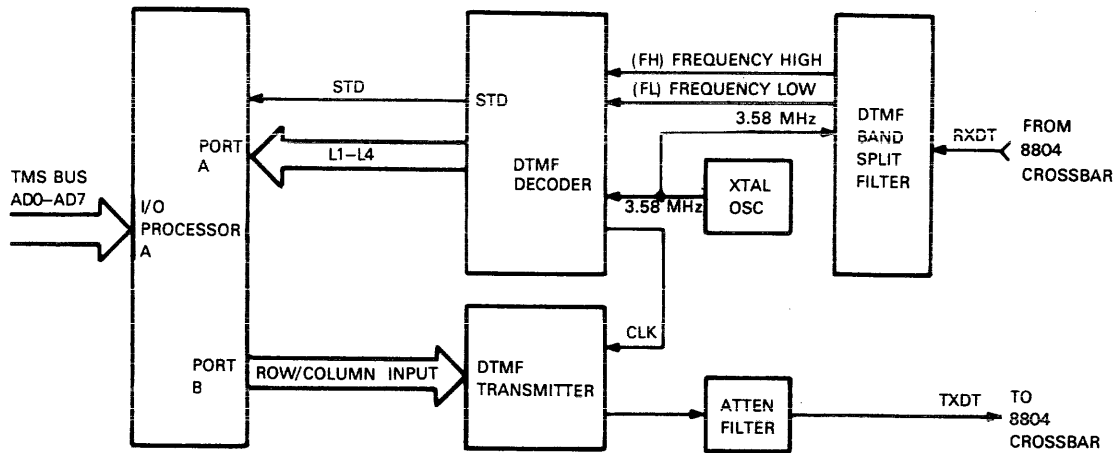 TMS BUS
AD0–AD7
I/O
PROCESSOR
A
PORT
A
PORT
B
STD
L1–L4
STD
DTMF
DECODER
(FH) FREQUENCY HIGH
(FL) FREQUENCY LOW
3.58 MHz
3.58 MHz
XTAL
OSC
DTMF
BAND
SPLIT
FILTER
RXDT
FROM
8804
CROSSBAR
CLK
ROW/COLUMN INPUT
DTMF
TRANSMITTER
ATTEN
FILTER
TXDT
TO
8804
CROSSBAR